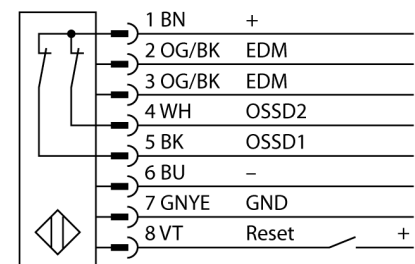 1 BN +
2 OG/BK EDM
3 OG/BK EDM
4 WH OSSD2
5 BK OSSD1
6 BU –
7 GNYE GND
8 VT Reset +